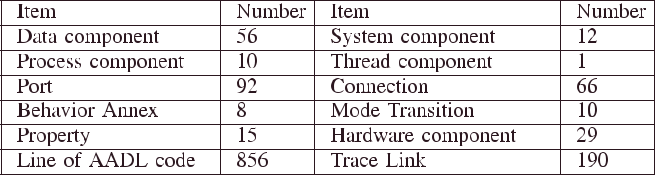 Item Number Item Number
Data component 56 System component 12
Process component 10 Thread component 1
Port 92 Connection 66
Behavior Annex 8 Mode Transition 10
Property 15 Hardware component 29
Line of AADL code 856 Trace Link 190